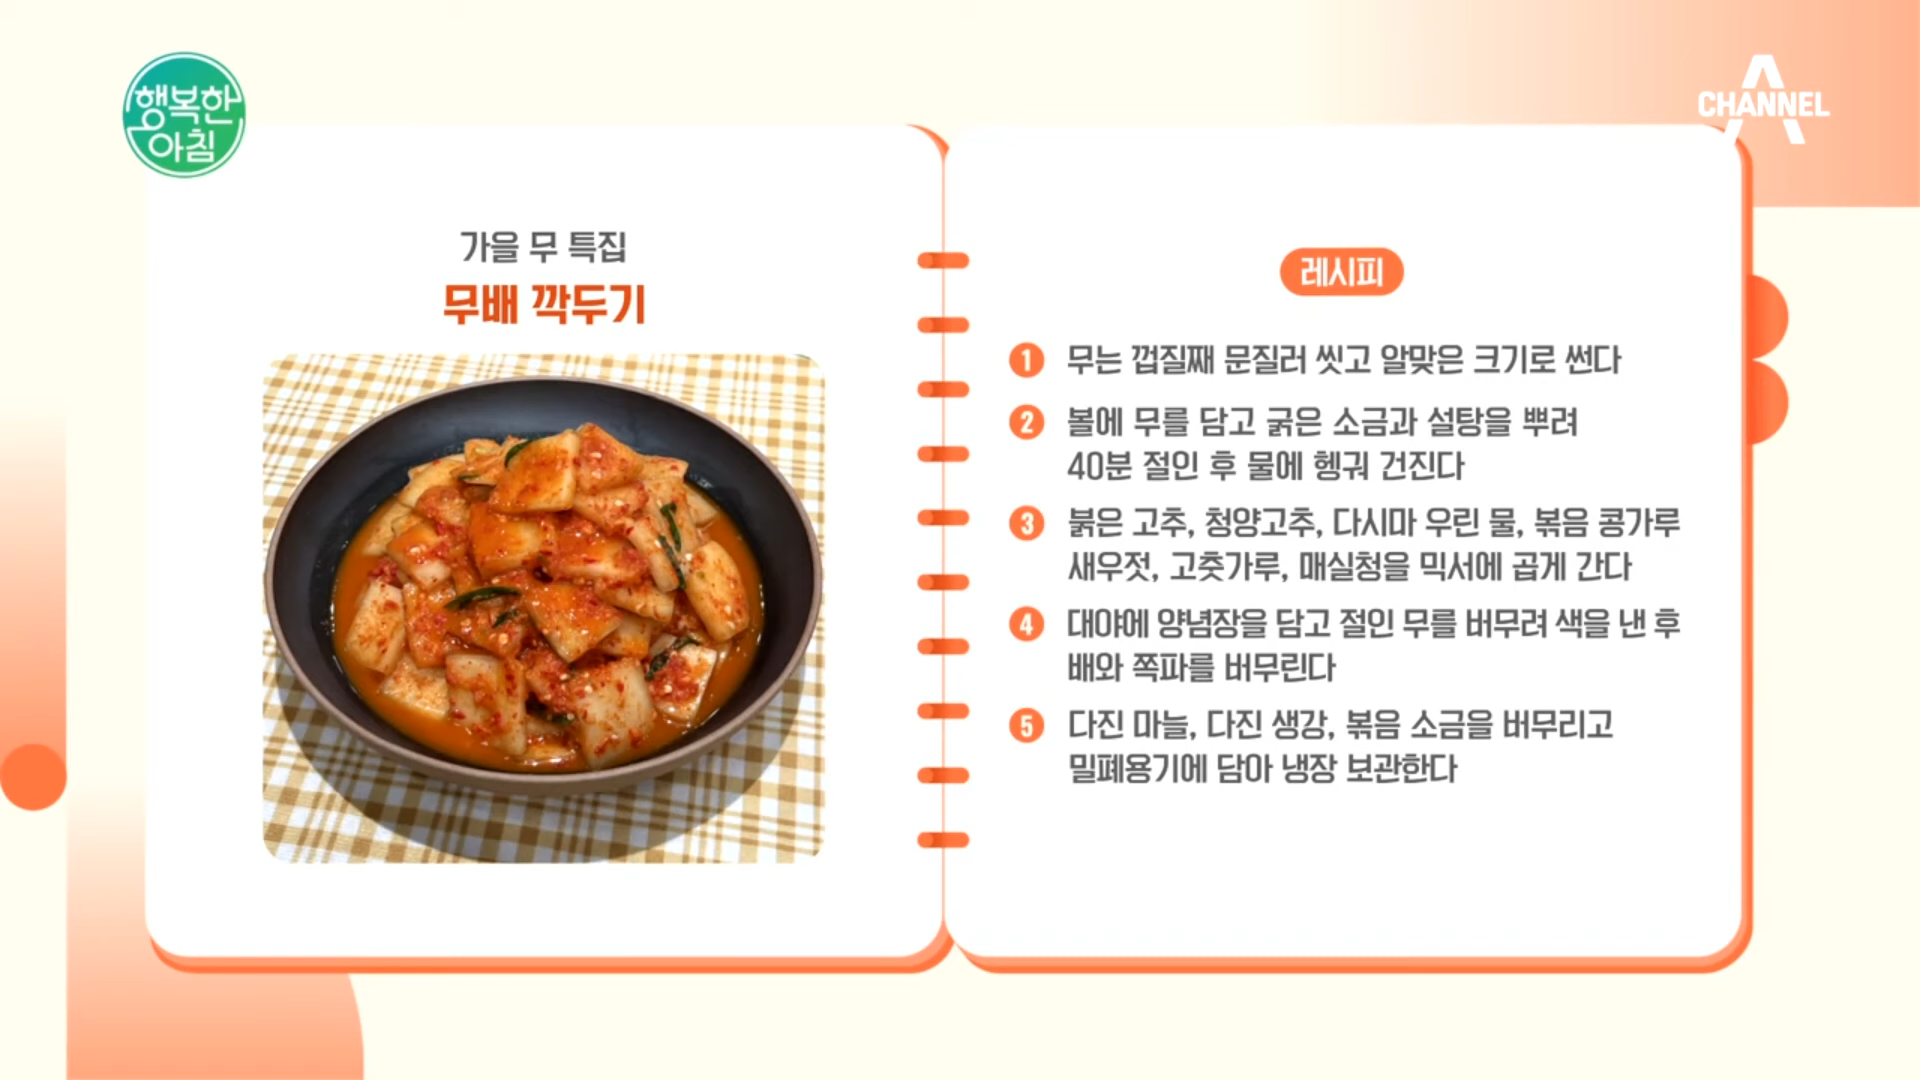 행복한
아침
CHANNEL A
가을 무 특집
무배 깍두기
레시피
1 무는 껍질째 문질러 씻고 알맞은 크기로 썬다
2 볼에 무를 담고 굵은 소금과 설탕을 뿌려
40분 절인 후 물에 헹궈 건진다
3 붉은 고추, 청양고추, 다시마 우린 물, 볶음 콩가루
새우젓, 고춧가루, 매실청을 믹서에 곱게 간다
4 대야에 양념장을 담고 절인 무를 버무려 색을 낸 후
배와 쪽파를 버무린다
5 다진 마늘, 다진 생강, 볶음 소금을 버무리고
밀폐용기에 담아 냉장 보관한다